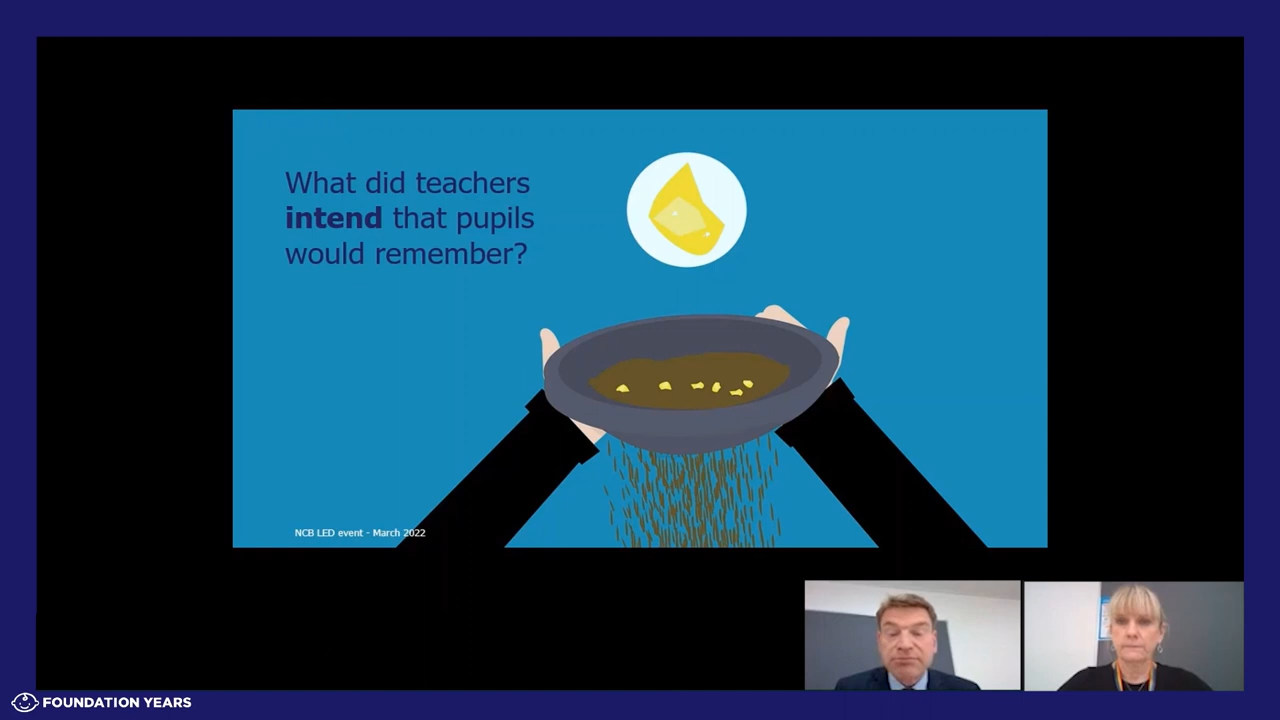 What did teachers
intend that pupils
would remember?
NCB LED event - March 2022
FOUNDATION YEARS